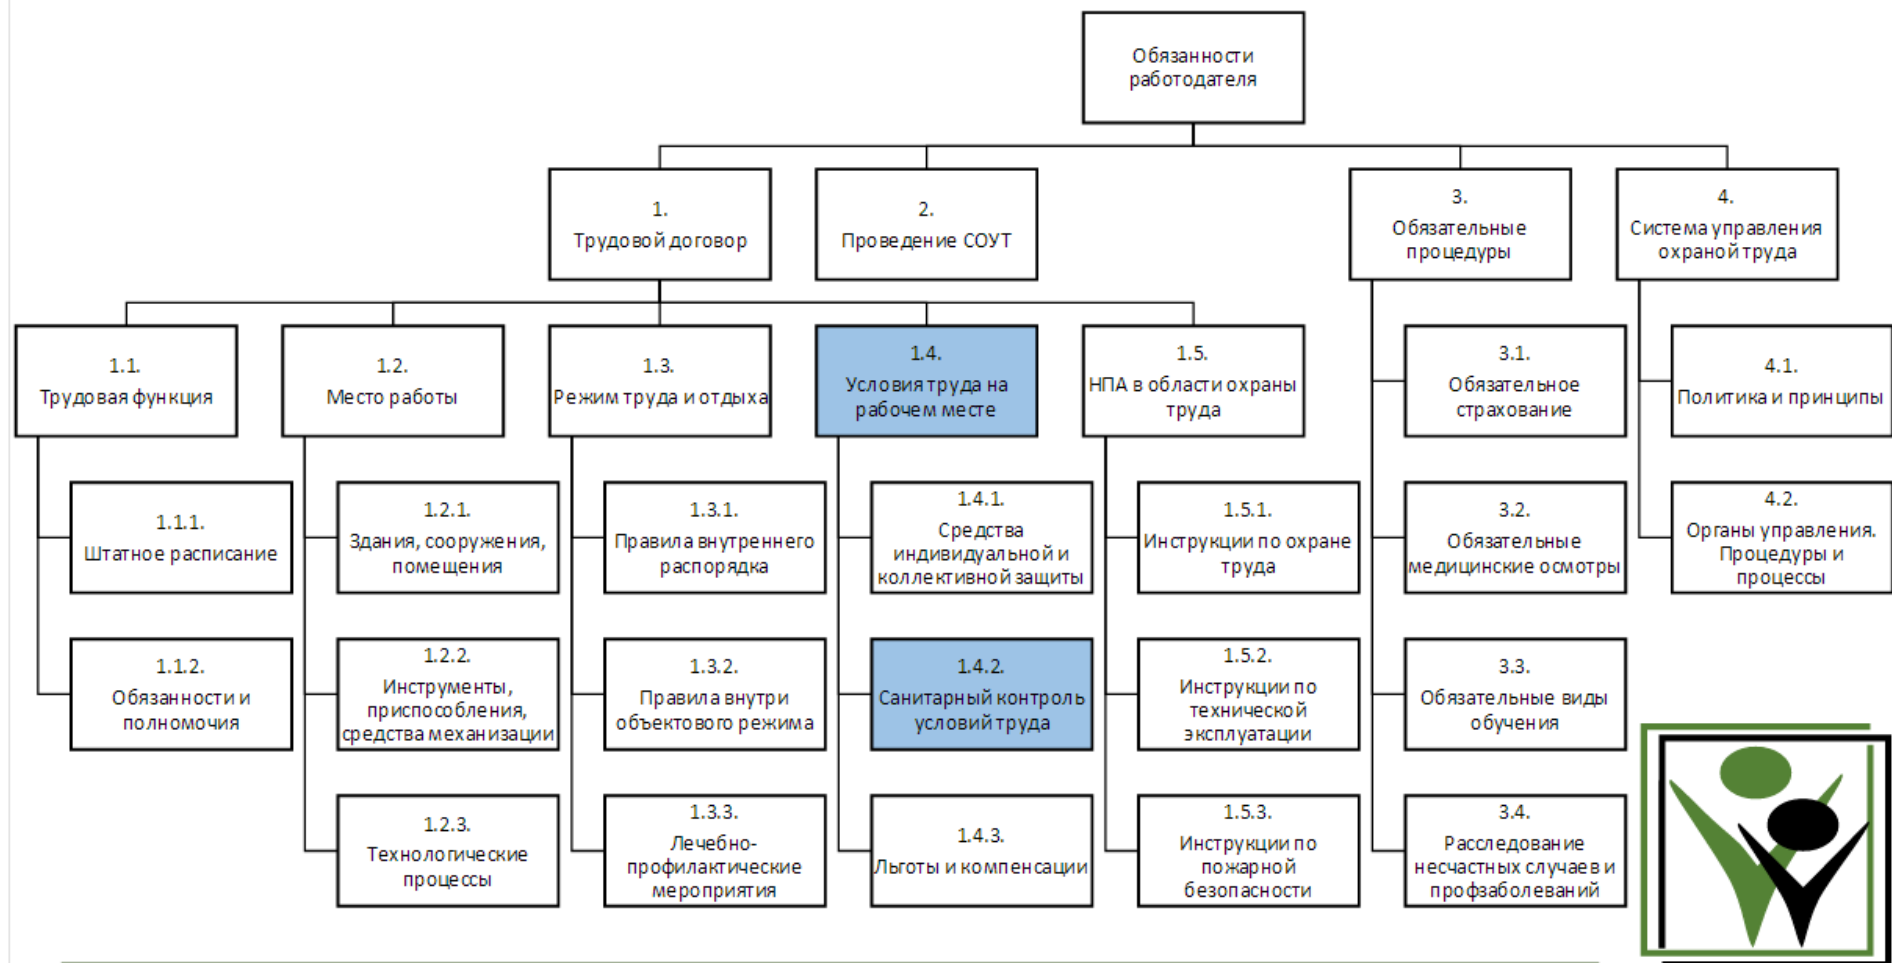 Обязанности
работодателя
1.
Трудовой договор
2.
Проведение СОУТ
3.
Обязательные
процедуры
4.
Система управления
охраной труда
1.1.
Трудовая функция
1.2.
Место работы
1.3.
Режим труда и отдыха
1.4.
Условия труда на
рабочем месте
1.5.
НПА в области охраны
труда
3.1.
Обязательное
страхование
4.1.
Политика и принципы
1.1.1.
Штатное расписание
1.2.1.
Здания, сооружения,
помещения
1.3.1.
Правила внутреннего
распорядка
1.4.1.
Средства
индивидуальной и
коллективной защиты
1.5.1.
Инструкции по охране
труда
3.2.
Обязательные
медицинские осмотры
4.2.
Органы управления.
Процедуры и
процессы
1.1.2.
Обязанности и
полномочия
1.2.2.
Инструменты,
приспособления,
средства механизации
1.3.2.
Правила внутри
объектового режима
1.4.2.
Санитарный контроль
условий труда
1.5.2.
Инструкции по
технической
эксплуатации
3.3.
Обязательные виды
обучения
1.2.3.
Технологические
процессы
1.3.3.
Лечебно-
профилактические
мероприятия
1.4.3.
Льготы и компенсации
1.5.3.
Инструкции по
пожарной
безопасности
3.4.
Расследование
несчастных случаев и
профзаболеваний